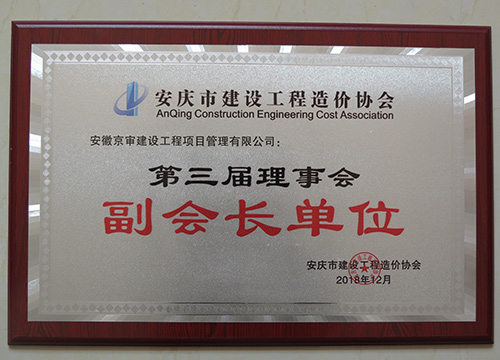 安庆市建设工程造价协会
AnQing Construction Engineering Cost Association
安徽京审建设工程项目管理有限公司：
第三届理事会
副会长单位
安庆市建设工程造价协会
2018年12月